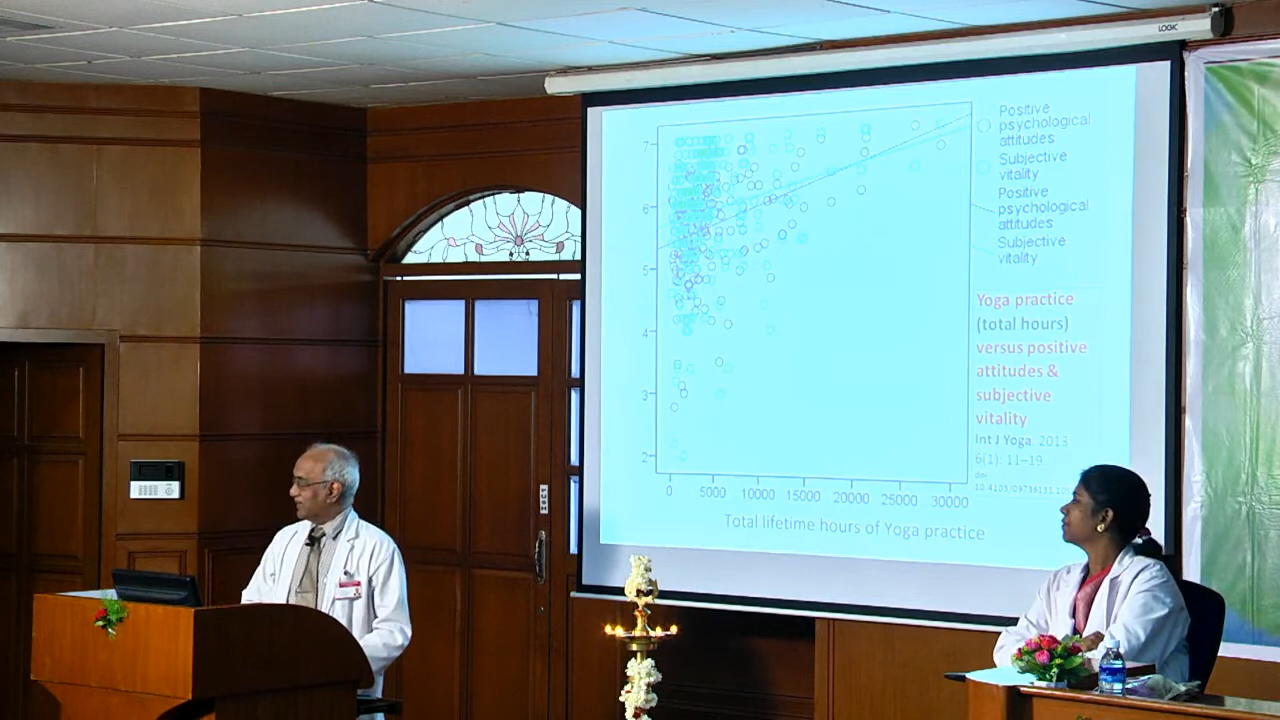 LOGIC
Positive
psychological
attitudes
Subjective
vitality
Positive
psychological
attitudes
Subjective
vitality
7
6
5
4
3
2
0 5000 10000 15000 20000 25000 30000
Total lifetime hours of Yoga practice
Yoga practice
(total hours)
versus positive
attitudes &
subjective
vitality
Int J Yoga. 2013
6(1): 11–19
doi